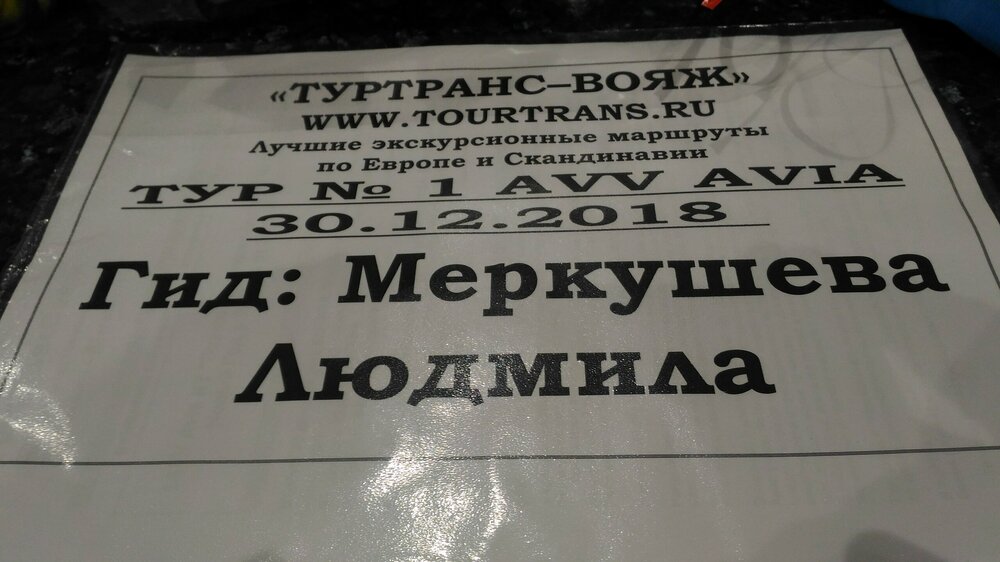 «ТУРТРАНС–ВОЯЖ»
WWW.TOURTRANS.RU
Лучшие экскурсионные маршруты
по Европе и Скандинавии
ТУР № 1 AVV AVIA
30.12.2018
Гид: Меркушева
Людмила